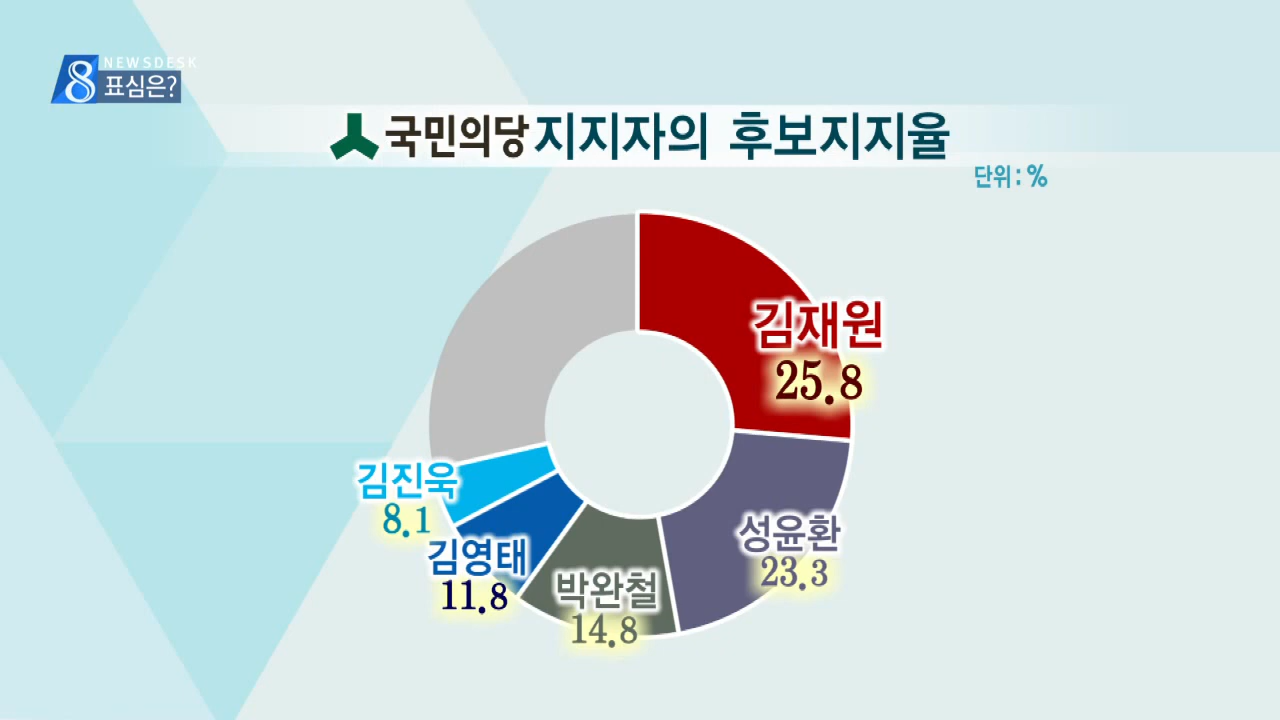 NEWSDESK
8 표심은?
국민의당 지지자의 후보지지율
단위 : %
김재원
25.8
성윤환
23.3
박완철
14.8
김영태
11.8
김진욱
8.1